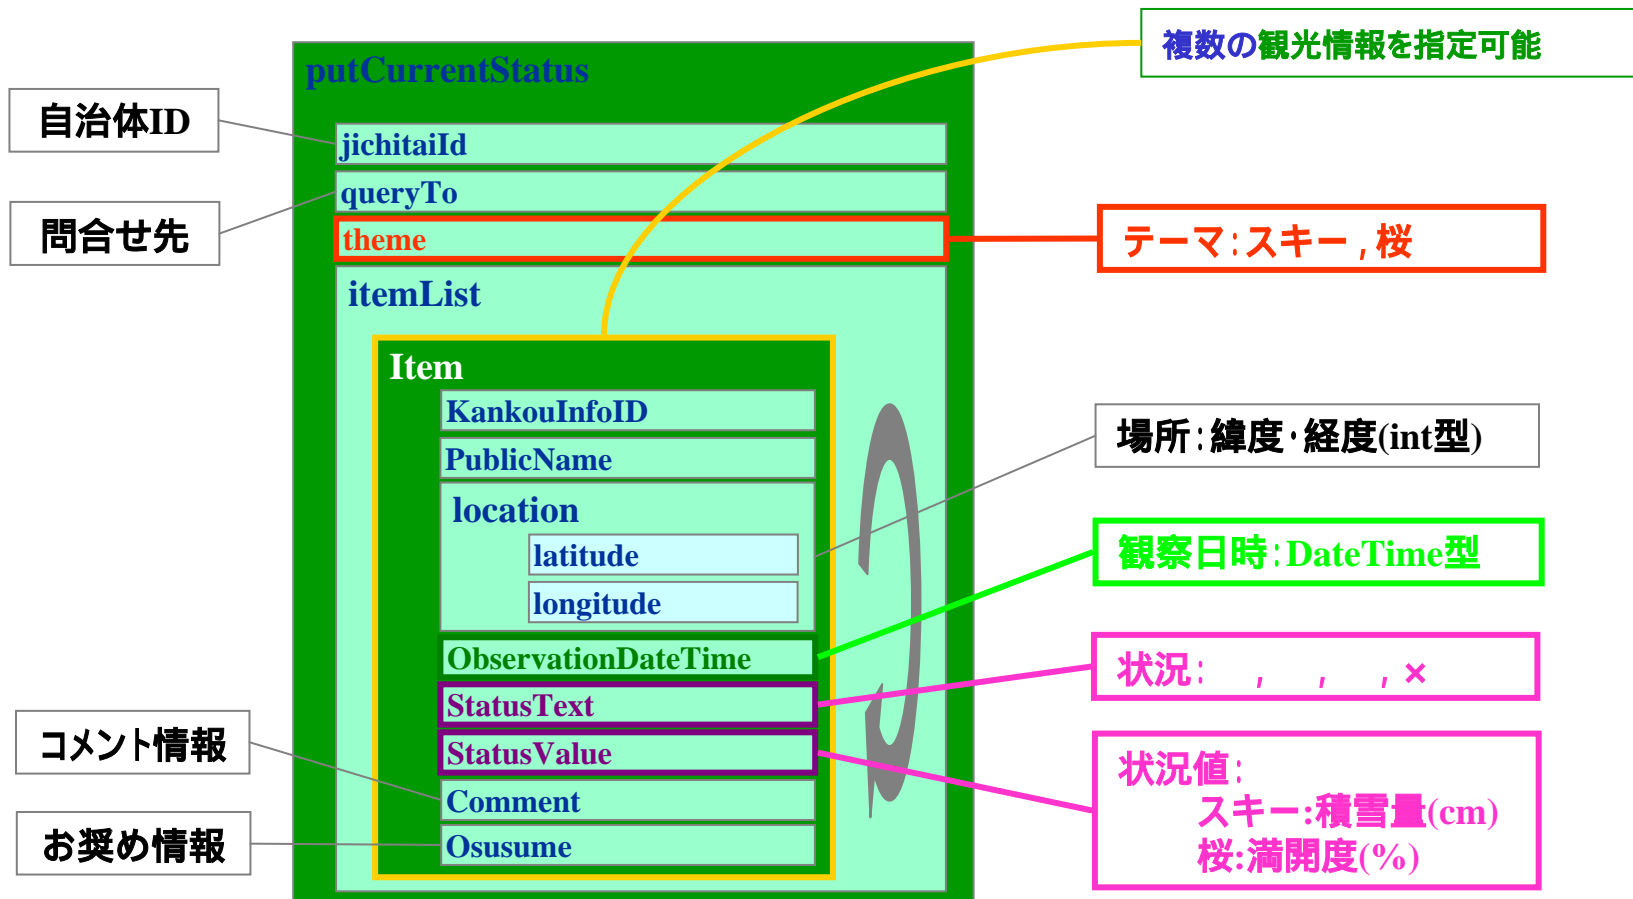 複数の観光情報を指定可能
putCurrentStatus
自治体ID
jichitaiId
queryTo
問合せ先
theme
テーマ:スキー,桜
itemList
Item
KankouInfoID
PublicName
場所:緯度・経度(int型)
location
latitude
longitude
観察日時:DateTime型
ObservationDateTime
状況: , , ,×
StatusText
StatusValue
コメント情報
状況値:
スキー:積雪量(cm)
桜:満開度(%)
Comment
お奨め情報
Osusume